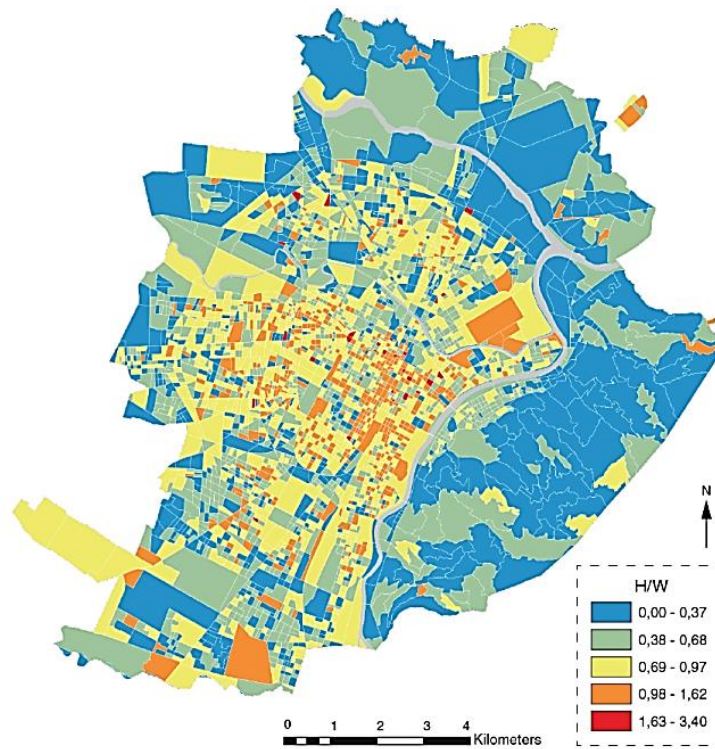 N
H/W
0,00 - 0,37
0,38 - 0,68
0,69 - 0,97
0,98 - 1,62
1,63 - 3,40
0 1 2 3 4
Kilometers